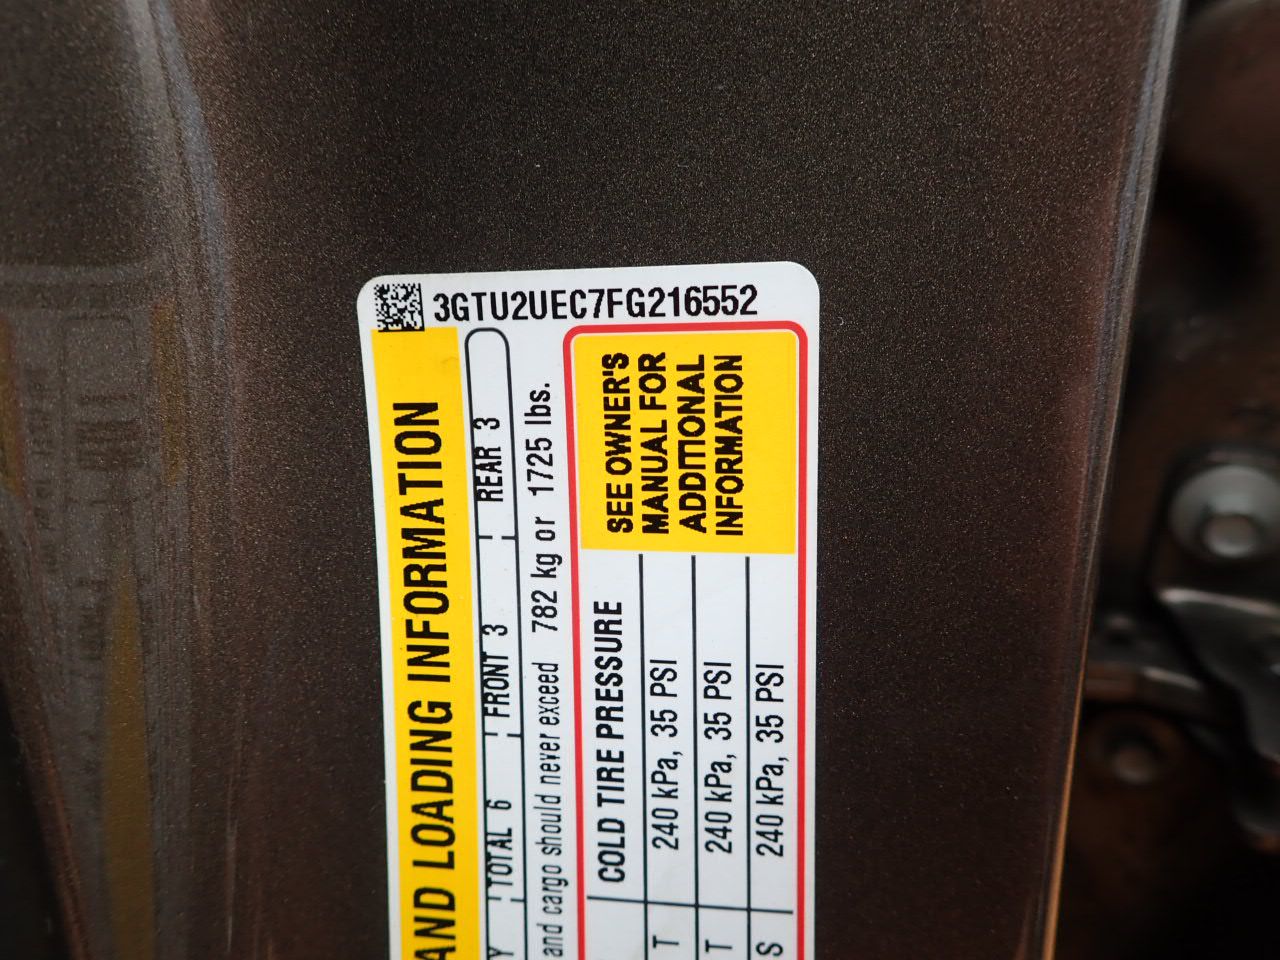 3GTU2UEC7FG216552
AND LOADING INFORMATION
TOTAL 6 FRONT 3 REAR 3
and cargo should never exceed 782 kg or 1725 lbs.
COLD TIRE PRESSURE
240 kPa, 35 PSI
240 kPa, 35 PSI
240 kPa, 35 PSI
SEE OWNER'S
MANUAL FOR
ADDITIONAL
INFORMATION